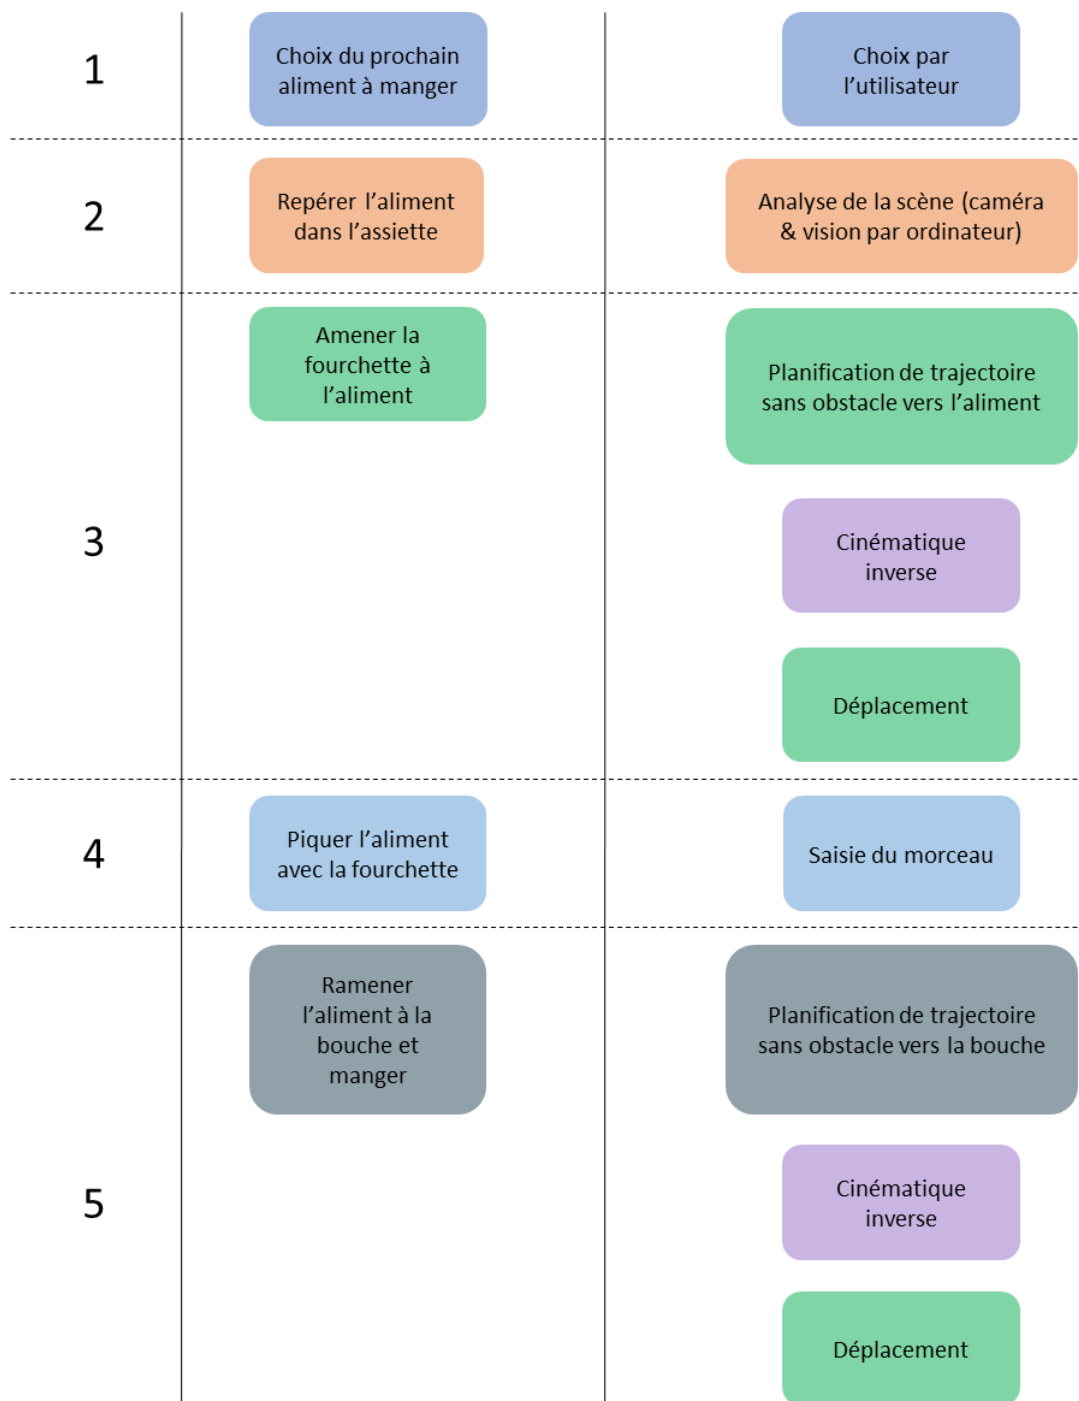 1
Choix du prochain
aliment à manger
Choix par
l’utilisateur
2
Repérer l’aliment
dans l’assiette
Analyse de la scène (caméra
& vision par ordinateur)
3
Amener la
fourchette à
l’aliment
Planification de trajectoire
sans obstacle vers l’aliment
Cinématique
inverse
Déplacement
4
Piquer l’aliment
avec la fourchette
Saisie du morceau
5
Ramener
l’aliment à la
bouche et
manger
Planification de trajectoire
sans obstacle vers la bouche
Cinématique
inverse
Déplacement